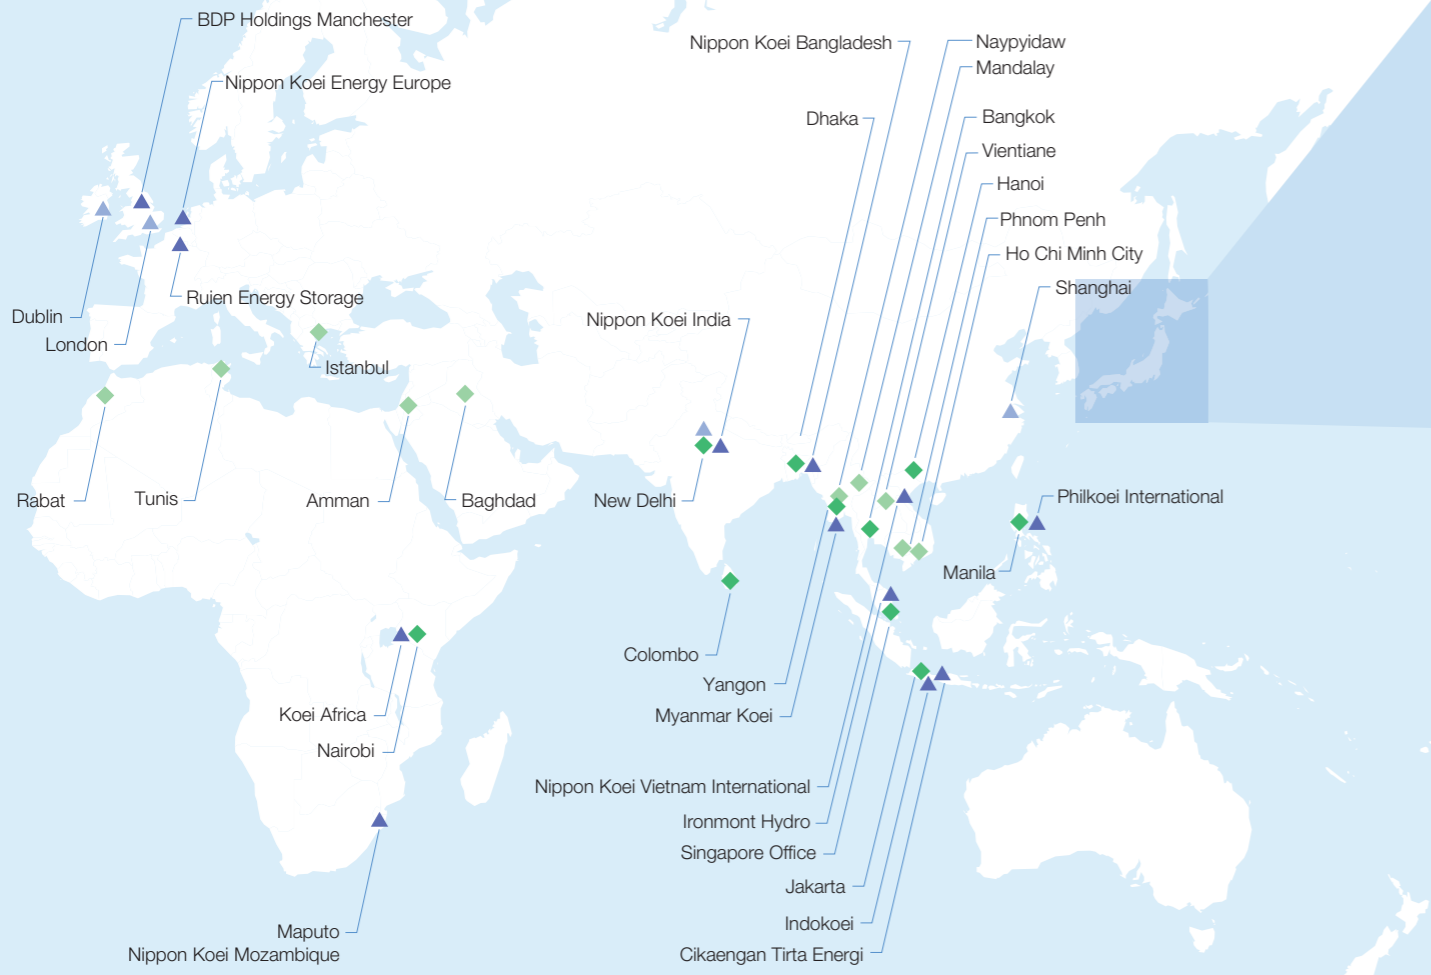 BDP Holdings Manchester
Nippon Koei Energy Europe
Dublin
London
Ruien Energy Storage
Istanbul
Rabat
Tunis
Amman
Baghdad
Koei Africa
Nairobi
Maputo
Nippon Koei Mozambique
Nippon Koei Bangladesh
Dhaka
Nippon Koei India
New Delhi
Colombo
Yangon
Myanmar Koei
Nippon Koei Vietnam International
Ironmont Hydro
Singapore Office
Jakarta
Indokoei
Cikaengan Tirta Energi
Naypyidaw
Mandalay
Bangkok
Vientiane
Hanoi
Phnom Penh
Ho Chi Minh City
Shanghai
Philkoei International
Manila